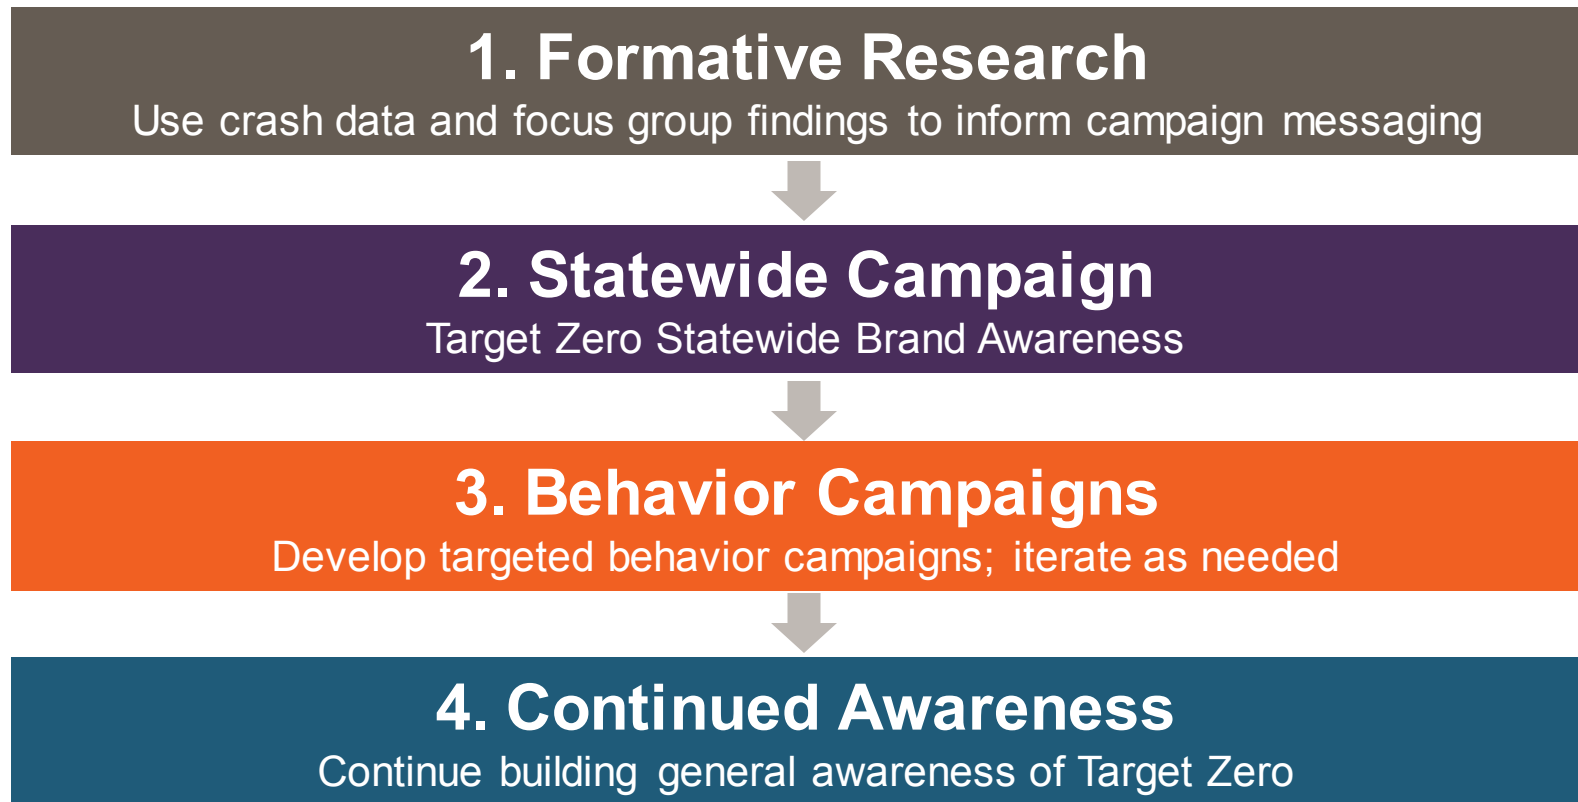 1. Formative Research
Use crash data and focus group findings to inform campaign messaging
2. Statewide Campaign
Target Zero Statewide Brand Awareness
3. Behavior Campaigns
Develop targeted behavior campaigns; iterate as needed
4. Continued Awareness
Continue building general awareness of Target Zero